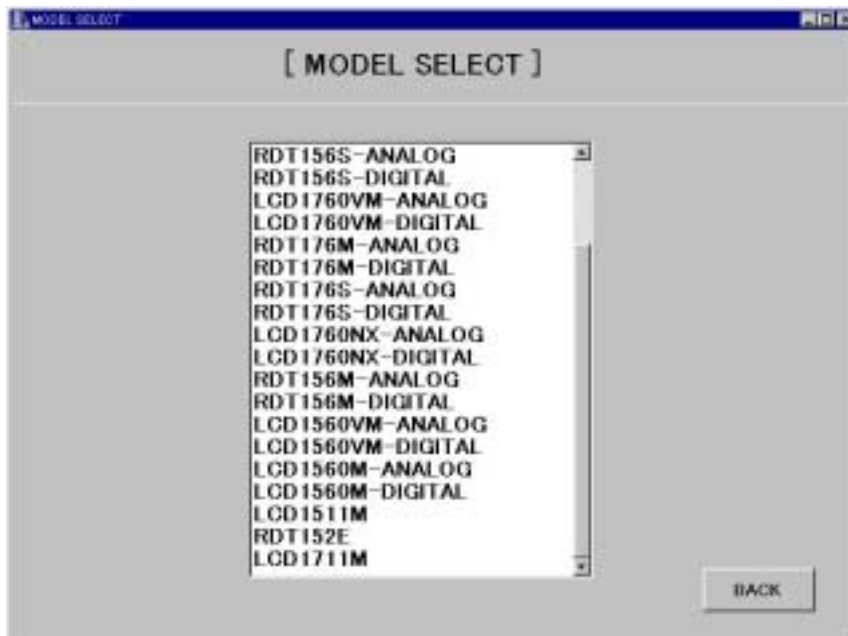 MODEL SELECT
[ MODEL SELECT ]
RDT156S-ANALOG
RDT156S-DIGITAL
LCD1760VM-ANALOG
LCD1760VM-DIGITAL
RDT176M-ANALOG
RDT176M-DIGITAL
RDT176S-ANALOG
RDT176S-DIGITAL
LCD1760NX-ANALOG
LCD1760NX-DIGITAL
RDT156M-ANALOG
RDT156M-DIGITAL
LCD1560VM-ANALOG
LCD1560VM-DIGITAL
LCD1560M-ANALOG
LCD1560M-DIGITAL
LCD1511M
RDT152E
LCD1711M
BACK